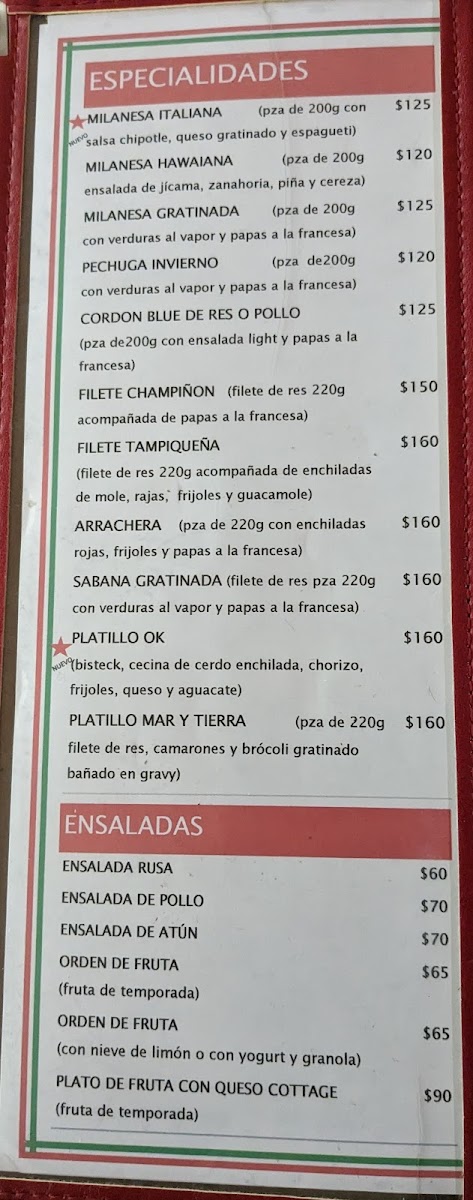 ESPECIALIDADES
MILANESA ITALIANA (pza de 200g con $125
NUEVO salsa chipotle, queso gratinado y espagueti)
MILANESA HAWAIANA (pza de 200g $120
ensalada de jícama, zanahoria, piña y cereza)
MILANESA GRATINADA (pza de 200g $125
con verduras al vapor y papas a la francesa)
PECHUGA INVIERNO (pza de200g $120
con verduras al vapor y papas a la francesa)
CORDON BLUE DE RES O POLLO $125
(pza de200g con ensalada light y papas a la
francesa)
FILETE CHAMPIÑON (filete de res 220g $150
acompañada de papas a la francesa)
FILETE TAMPIQUEÑA $160
(filete de res 220g acompañada de enchiladas
de mole, rajas, frijoles y guacamole)
ARRACHERA (pza de 220g con enchiladas $160
rojas, frijoles y papas a la francesa)
SABANA GRATINADA (filete de res pza 220g $160
con verduras al vapor y papas a la francesa)
PLATILLO OK $160
NUEVO (bisteck, cecina de cerdo enchilada, chorizo,
frijoles, queso y aguacate)
PLATILLO MAR Y TIERRA (pza de 220g $160
filete de res, camarones y brócoli gratinado
bañado en gravy)
ENSALADAS
ENSALADA RUSA $60
ENSALADA DE POLLO $70
ENSALADA DE ATÚN $70
ORDEN DE FRUTA $65
(fruta de temporada)
ORDEN DE FRUTA $65
(con nieve de limón o con yogurt y granola)
PLATO DE FRUTA CON QUESO COTTAGE $90
(fruta de temporada)